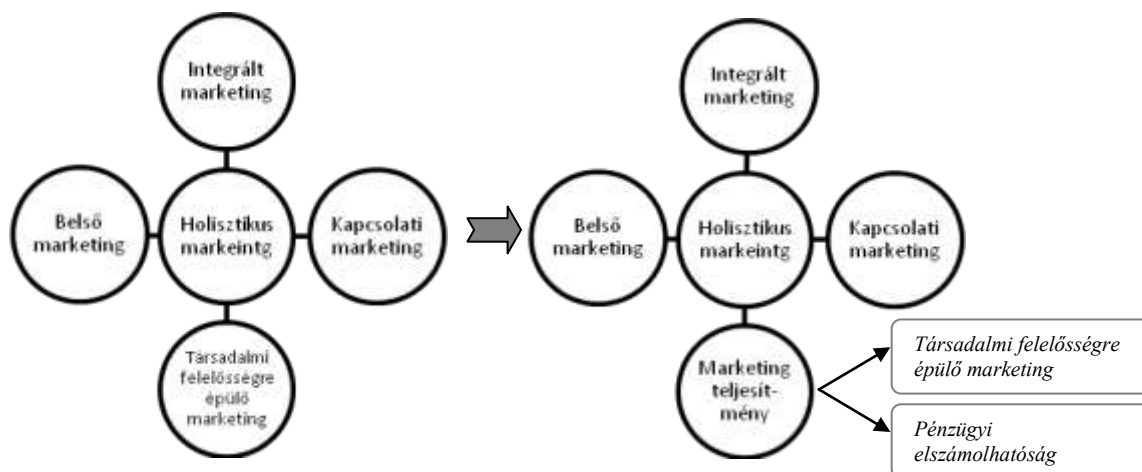 Integrált
marketing
Belső
marketing
Holisztikus
markeintg
Kapcsolati
marketing
Társadalmi
felelősségre
épülő
marketing
Integrált
marketing
Belső
marketing
Holisztikus
markeintg
Kapcsolati
marketing
Marketing
teljesít-
mény
Társadalmi felelősségre
épülő marketing
Pénzügyi
elszámolhatóság